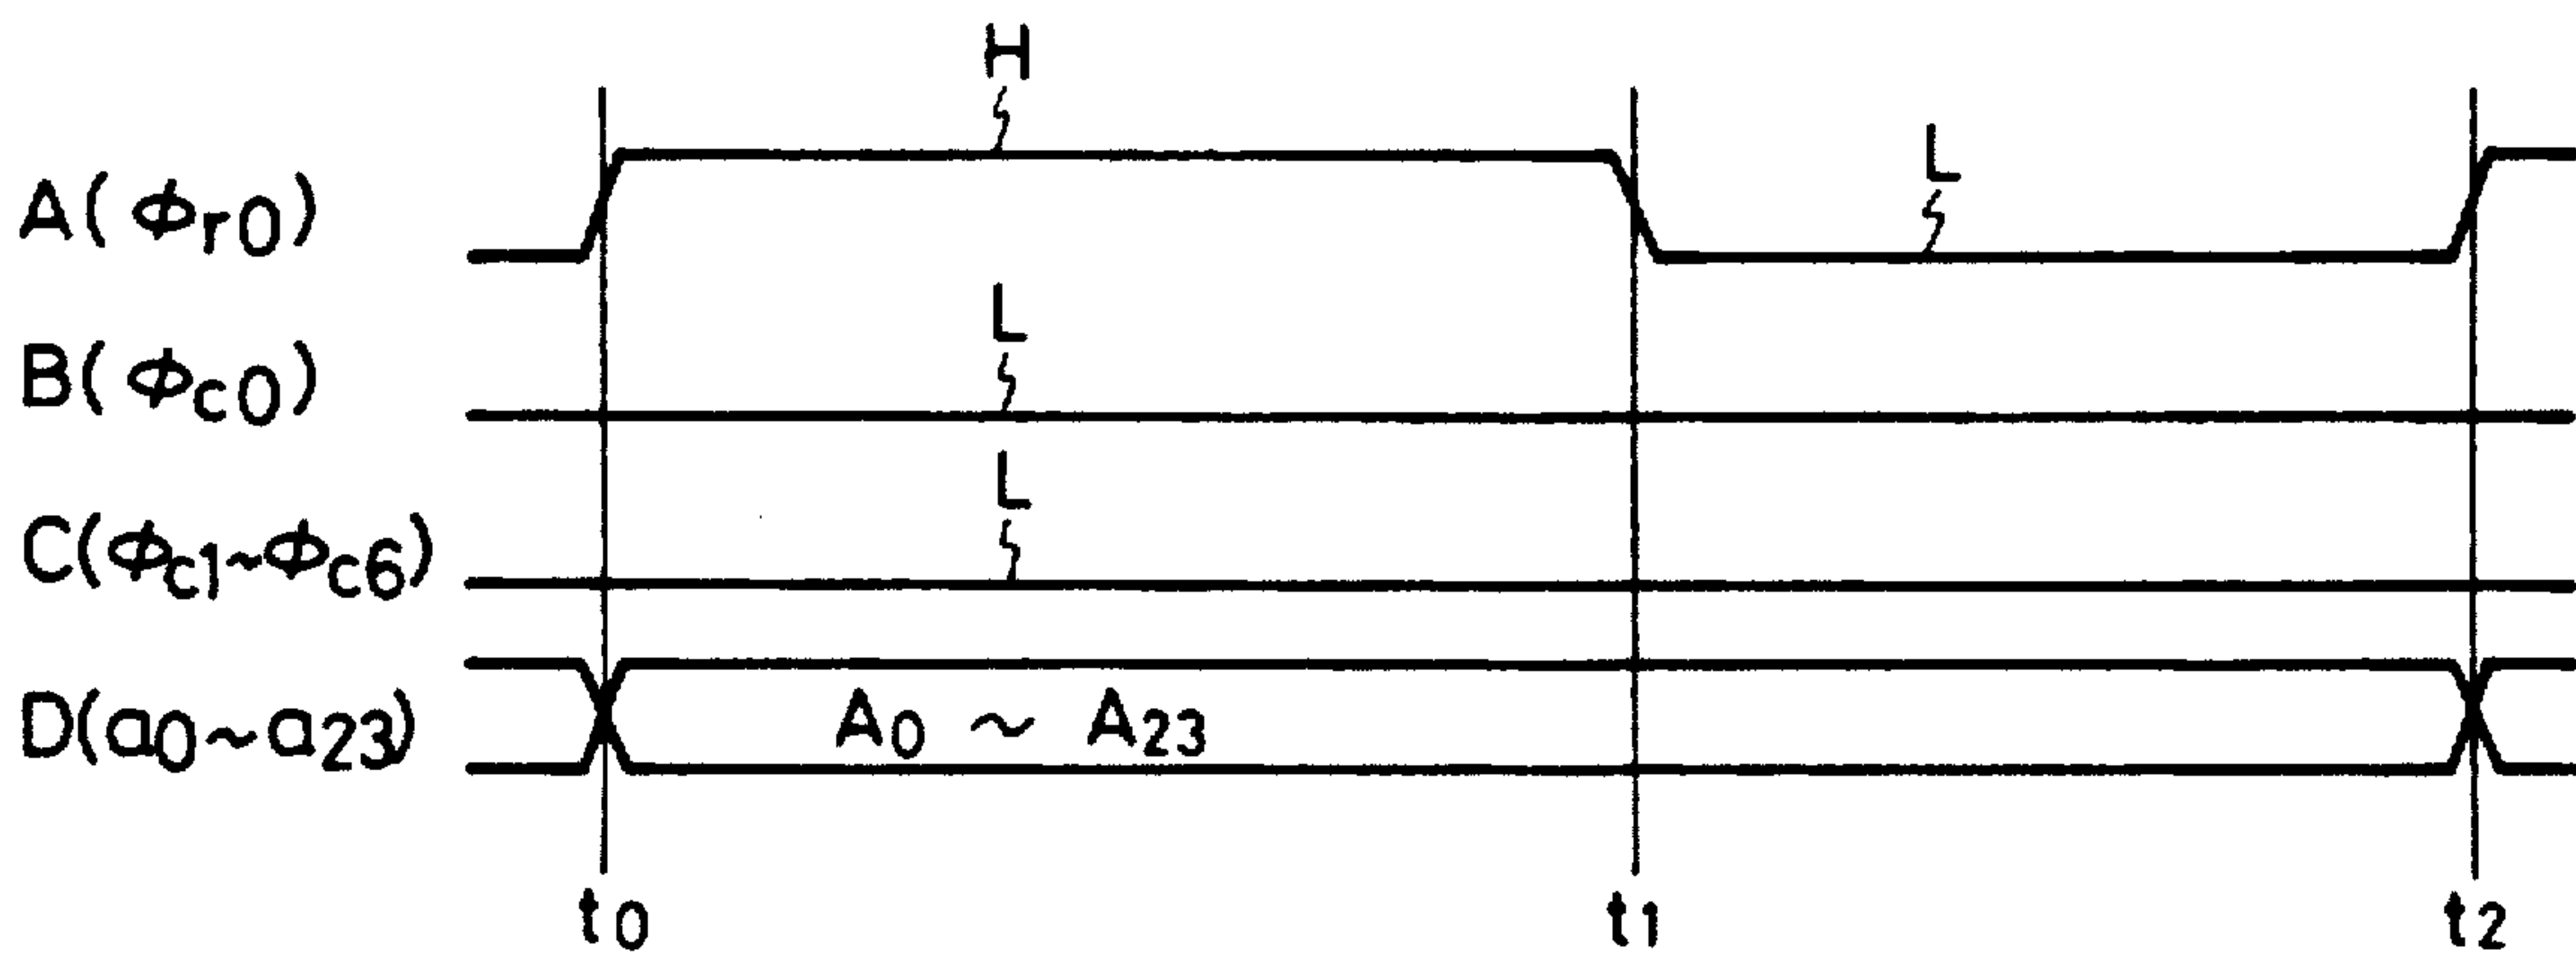 H
A(ϕr0) L
L
B(ϕc0)
L
C(ϕc1~ϕc6)
D(a0~a23) A0 ~ A23
t0 t1 t2